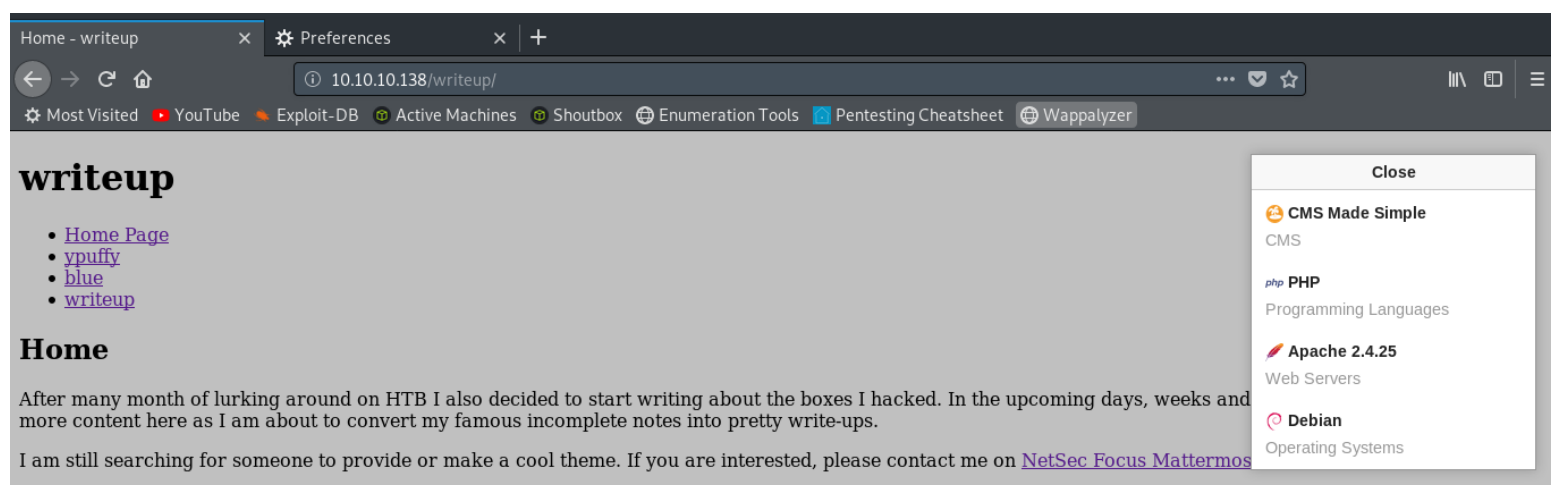 Home - writeup
Preferences
10.10.10.138/writeup/
Most Visited YouTube Exploit-DB Active Machines Shoutbox Enumeration Tools Pentesting Cheatsheet Wappalyzer
writeup
Home Page
ypuffy
blue
writeup
Home
After many month of lurking around on HTB I also decided to start writing about the boxes I hacked. In the upcoming days, weeks and
more content here as I am about to convert my famous incomplete notes into pretty write-ups.
I am still searching for someone to provide or make a cool theme. If you are interested, please contact me on NetSec Focus Mattermos
Close
CMS Made Simple
CMS
php PHP
Programming Languages
Apache 2.4.25
Web Servers
Debian
Operating Systems